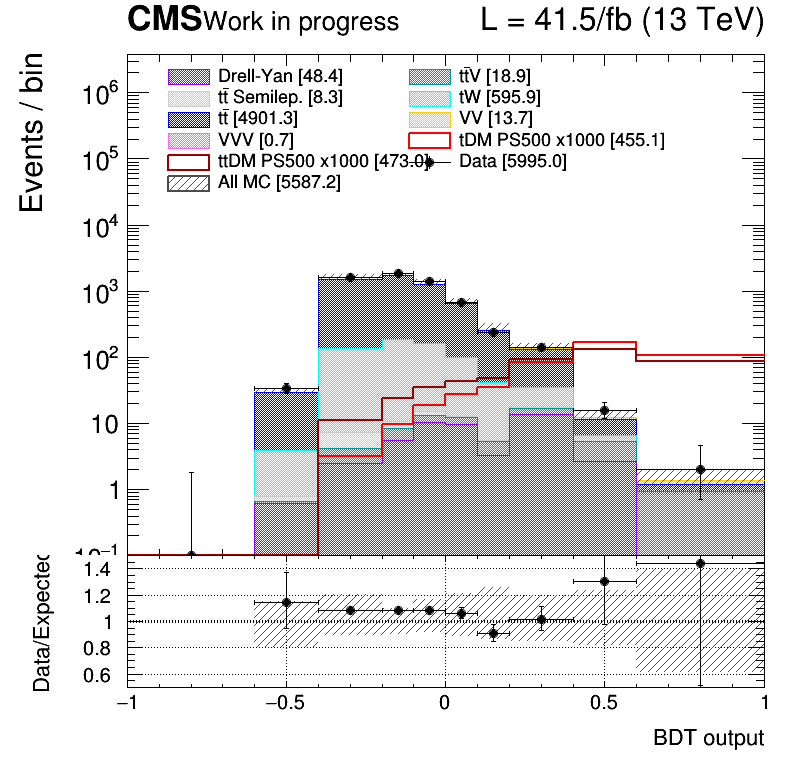 CMS Work in progress L = 41.5/fb (13 TeV)
Events / bin
Drell-Yan [48.4] tt̄V [18.9]
tt̄ Semilep. [8.3] tW [595.9]
tt̄ [4901.3] VV [13.7]
VVV [0.7] tDM PS500 x1000 [455.1]
ttDM PS500 x1000 [473.0] Data [5995.0]
All MC [5587.2]
10⁶
10⁵
10⁴
10³
10²
10
1
10⁻¹
Data/Expected
1.4
1.2
1
0.8
0.6
−1 −0.5 0 0.5 1
BDT output